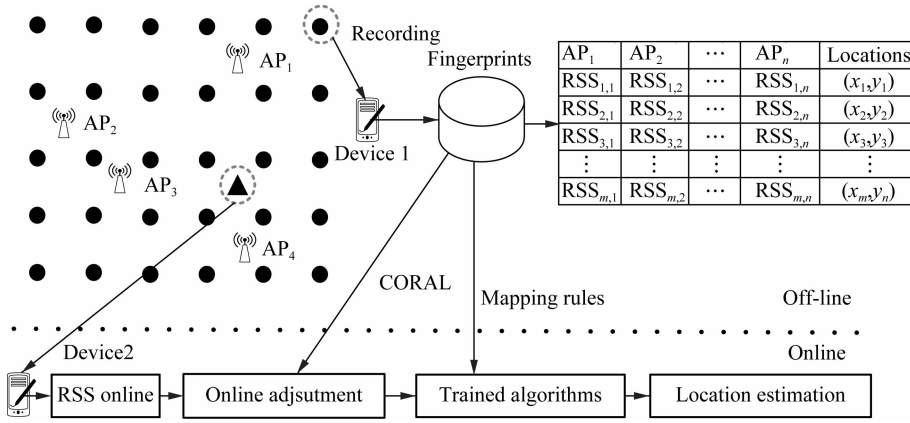 Recording
Fingerprints
AP1
AP2
AP3
AP4
Device 1
AP1 AP2 ⋯ APn Locations
RSS1,1 RSS1,2 ⋯ RSS1,n (x1,y1)
RSS2,1 RSS2,2 ⋯ RSS2,n (x2,y2)
RSS3,1 RSS3,2 ⋯ RSS3,n (x3,y3)
⋮ ⋮ ⋮ ⋮ ⋮
RSSm,1 RSSm,2 ⋯ RSSm,n (xm,yn)
CORAL
Mapping rules
Off-line
Online
Device2
RSS online
Online adjsutment
Trained algorithms
Location estimation